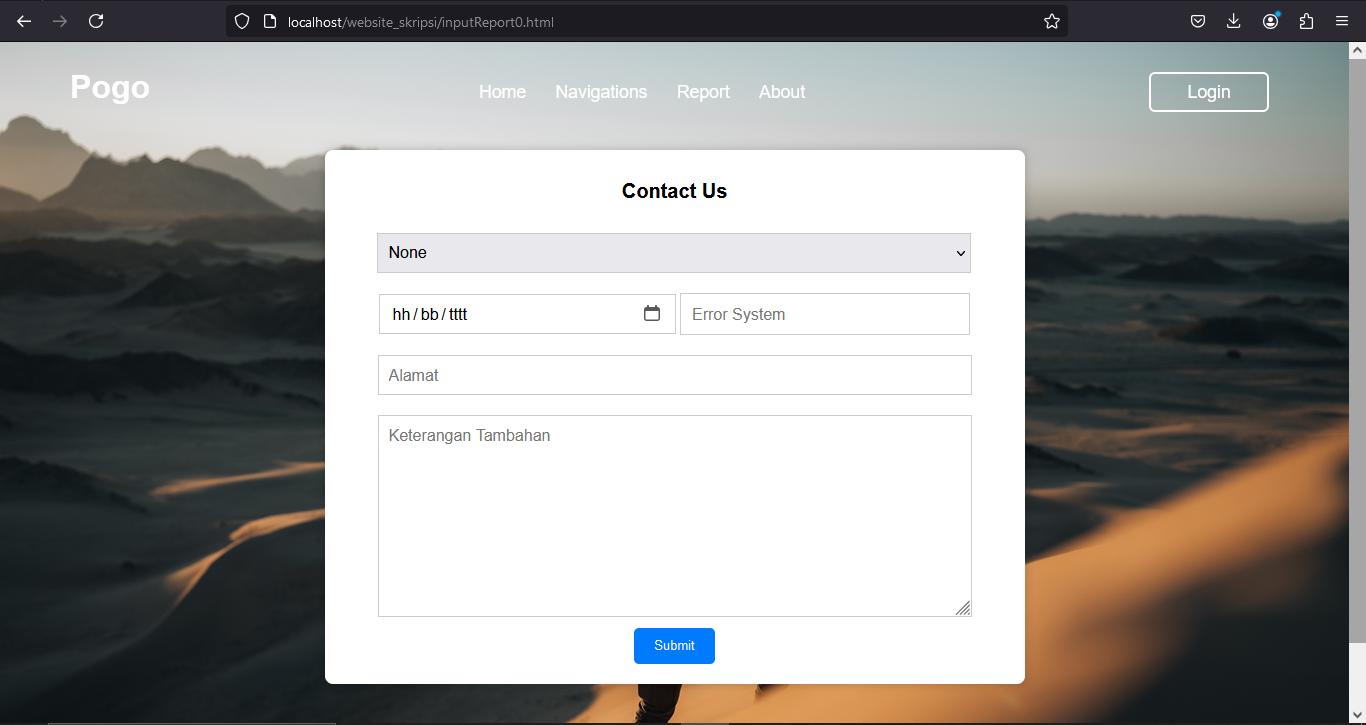 localhost/website_skripsi/inputReport0.html
Pogo
Home Navigations Report About
Login
Contact Us
None
hh/bb/tttt
Error System
Alamat
Keterangan Tambahan
Submit